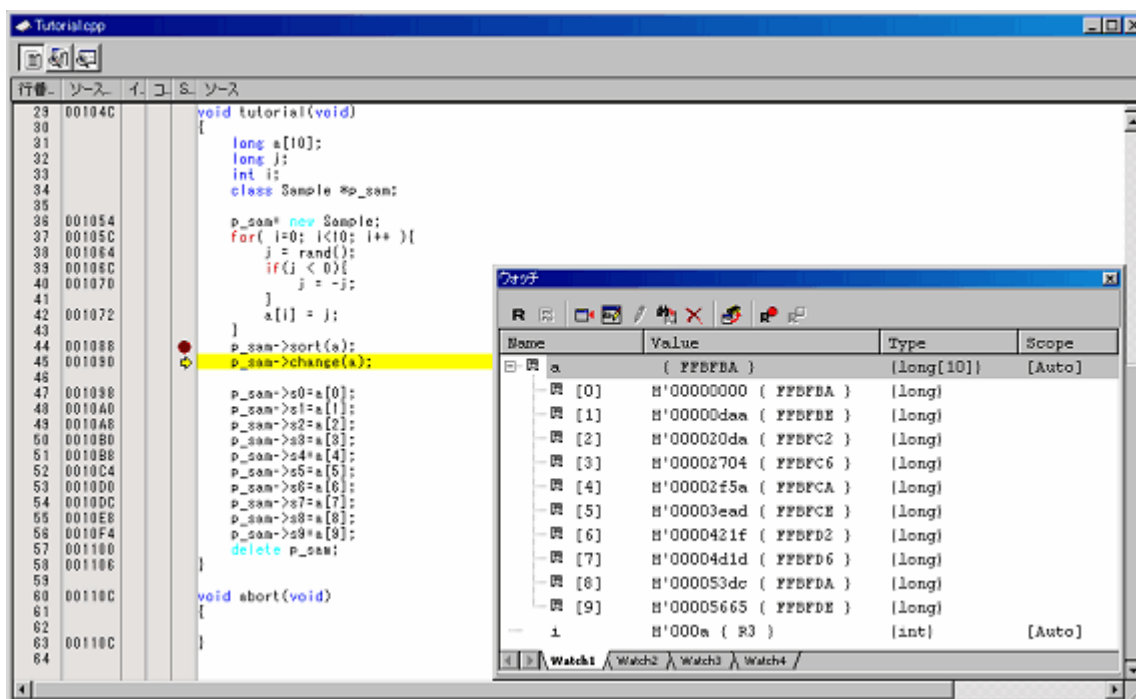 Tutorial.cpp
行番.. ソース.. イ. コ. S.. ソース
29 00104C void tutorial(void)
30 {
31 long a[10];
32 long j;
33 int i;
34 class Sample *p_sam;
35
36 001054 p_sam= new Sample;
37 00105C for( i=0; i<10; i++ ){
38 001064 j = rand();
39 00106C if(j < 0){
40 001070 j = -j;
41 }
42 001072 a[i] = j;
43 }
44 001088 p_sam->sort(a);
45 001090 p_sam->change(a);
46
47 001098 p_sam->s0=a[0];
48 0010A0 p_sam->s1=a[1];
49 0010A8 p_sam->s2=a[2];
50 0010B0 p_sam->s3=a[3];
51 0010B8 p_sam->s4=a[4];
52 0010C4 p_sam->s5=a[5];
53 0010D0 p_sam->s6=a[6];
54 0010DC p_sam->s7=a[7];
55 0010E8 p_sam->s8=a[8];
56 0010F4 p_sam->s9=a[9];
57 001100 delete p_sam;
58 001106 }
59
60 00110C void abort(void)
61 {
62
63 00110C }
64
ウォッチ
R
Name Value Type Scope
a ( FFBFBA ) (long[10]) [Auto]
[0] H'00000000 ( FFBFBA ) (long)
[1] H'00000daa ( FFBFBE ) (long)
[2] H'000020da ( FFBFC2 ) (long)
[3] H'00002704 ( FFBFC6 ) (long)
[4] H'00002f5a ( FFBFCA ) (long)
[5] H'00003ead ( FFBFCE ) (long)
[6] H'0000421f ( FFBFD2 ) (long)
[7] H'00004d1d ( FFBFD6 ) (long)
[8] H'000053dc ( FFBFDA ) (long)
[9] H'00005665 ( FFBFDE ) (long)
i H'000a ( R3 ) (int) [Auto]
Watch1 Watch2 Watch3 Watch4